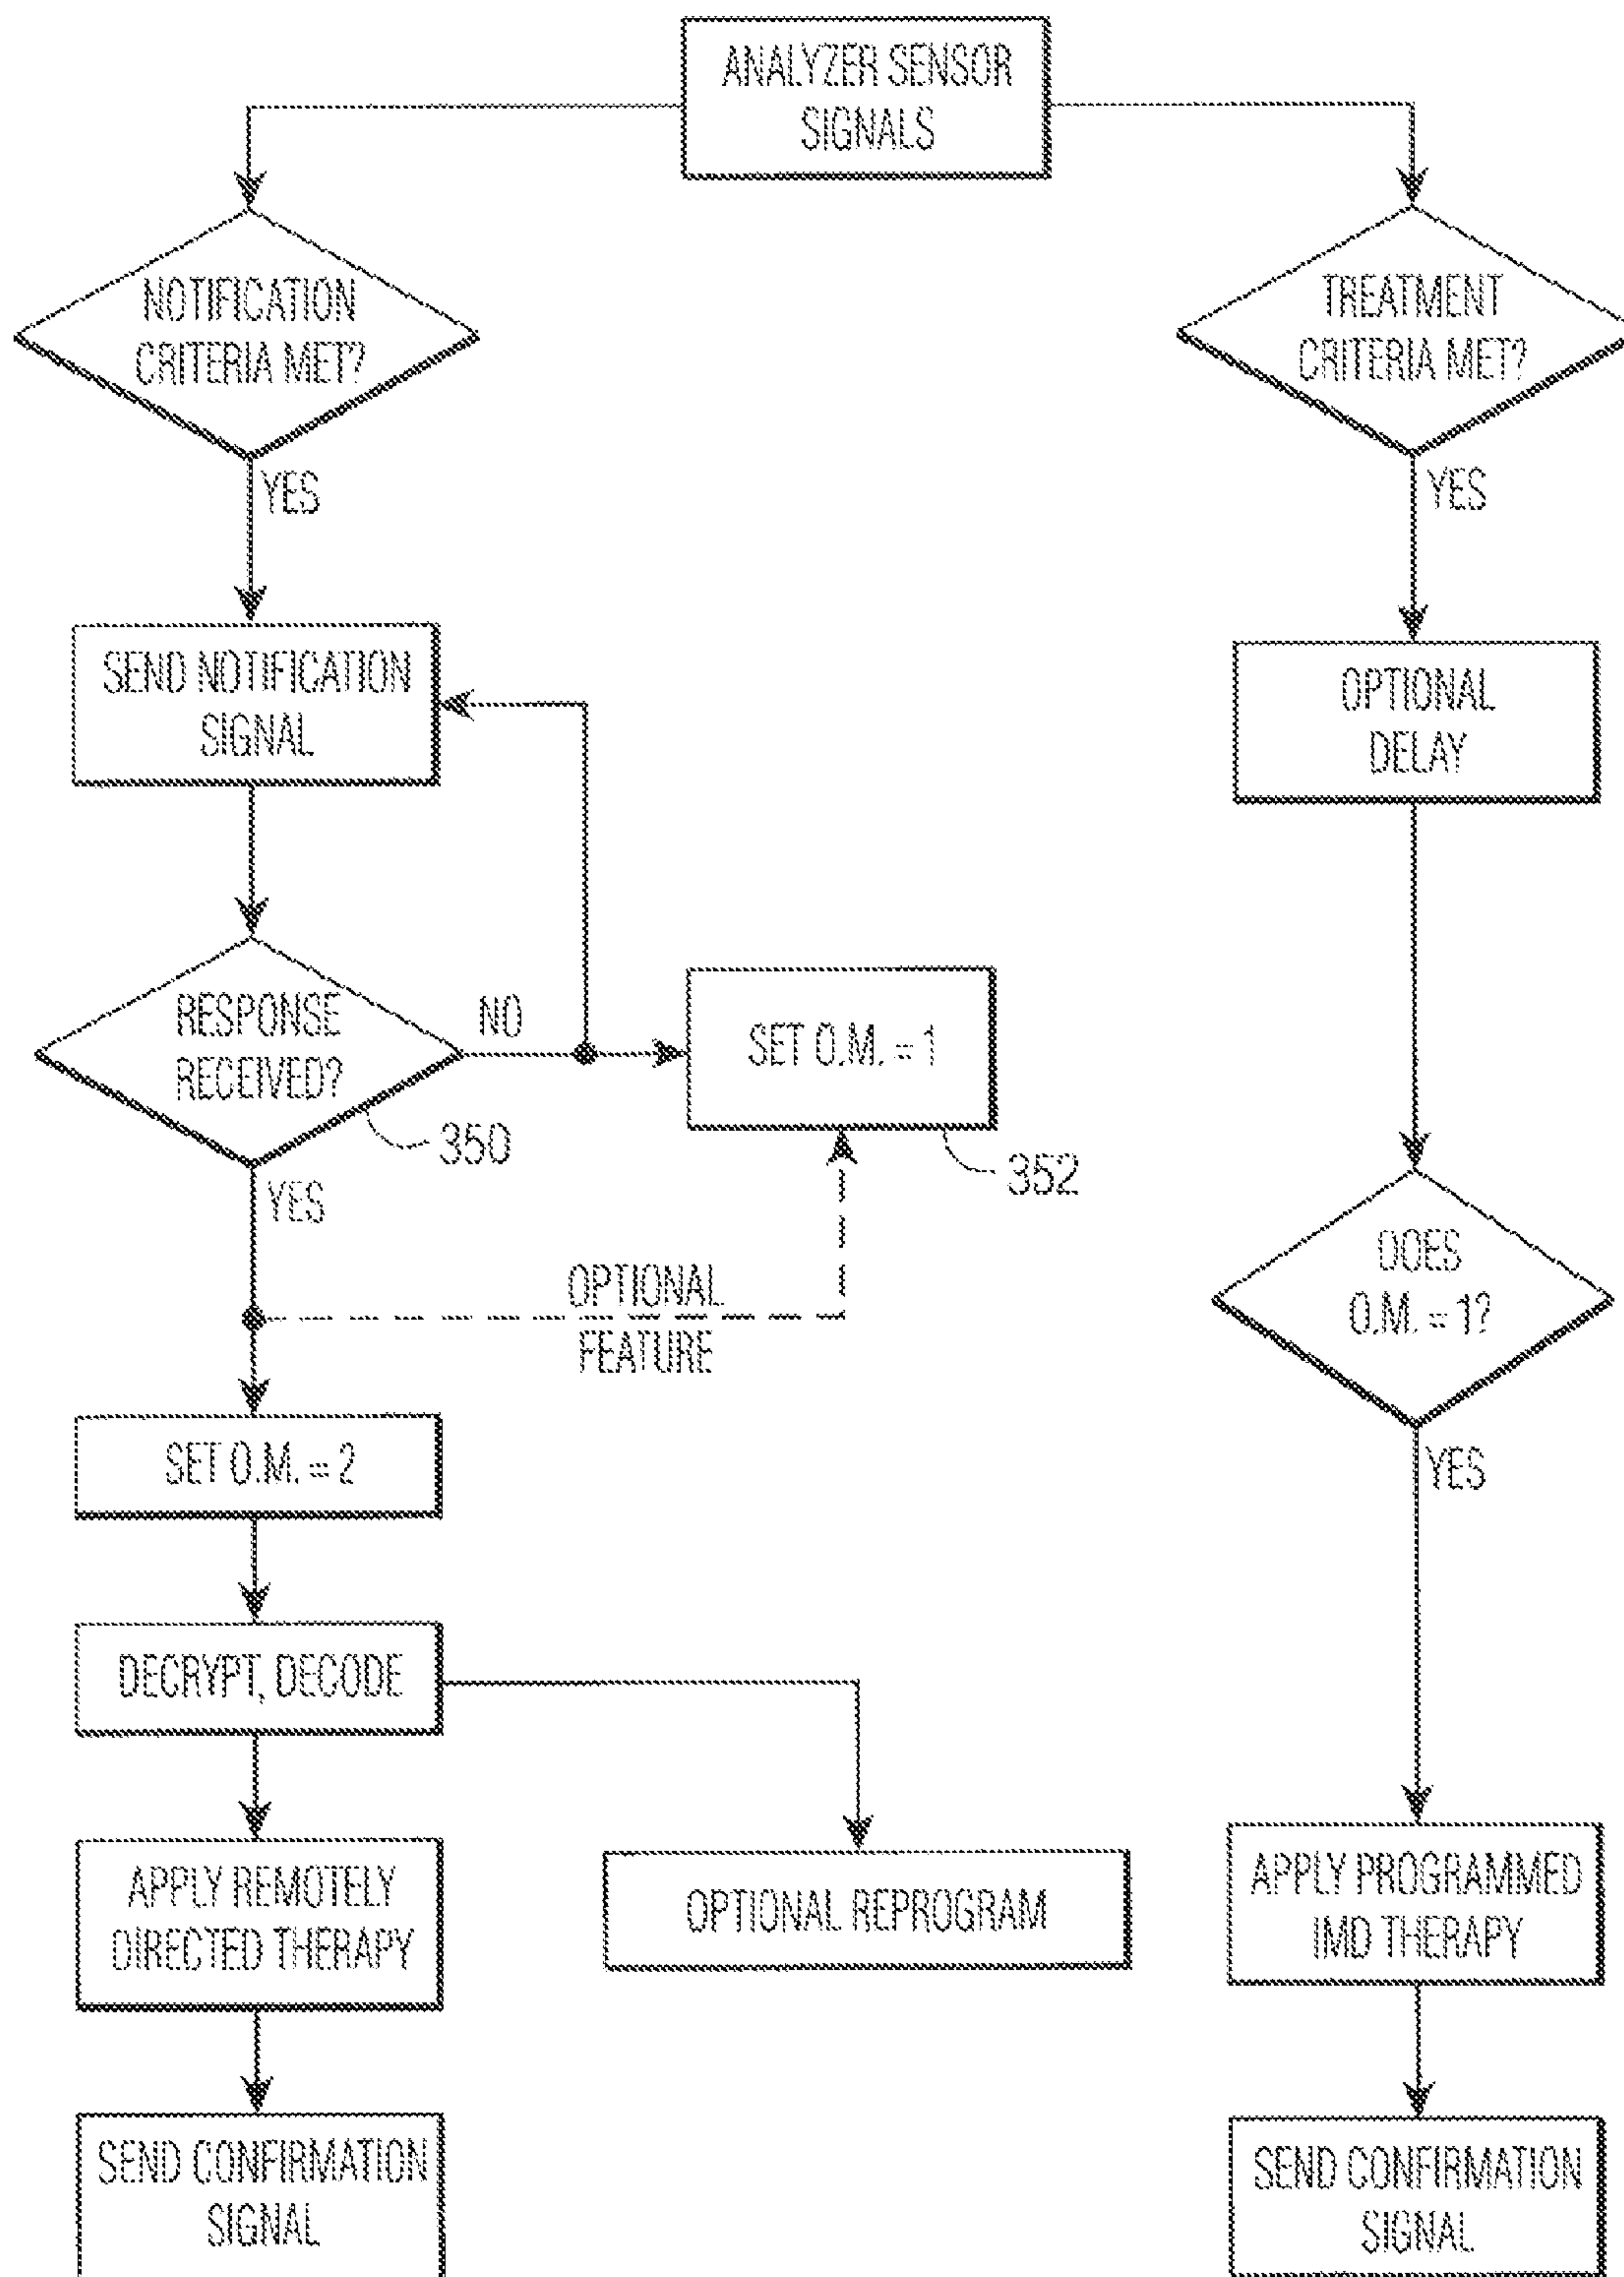 ANALYZER SENSOR
SIGNALS
NOTIFICATION
CRITERIA MET?
YES
SEND NOTIFICATION
SIGNAL
RESPONSE
RECEIVED?
NO
350
YES
SET O.M. = 1
352
OPTIONAL
FEATURE
SET O.M. = 2
DECRYPT, DECODE
APPLY REMOTELY
DIRECTED THERAPY
OPTIONAL REPROGRAM
SEND CONFIRMATION
SIGNAL
TREATMENT
CRITERIA MET?
YES
OPTIONAL
DELAY
DOES
O.M. = 1?
YES
APPLY PROGRAMMED
IMD THERAPY
SEND CONFIRMATION
SIGNAL